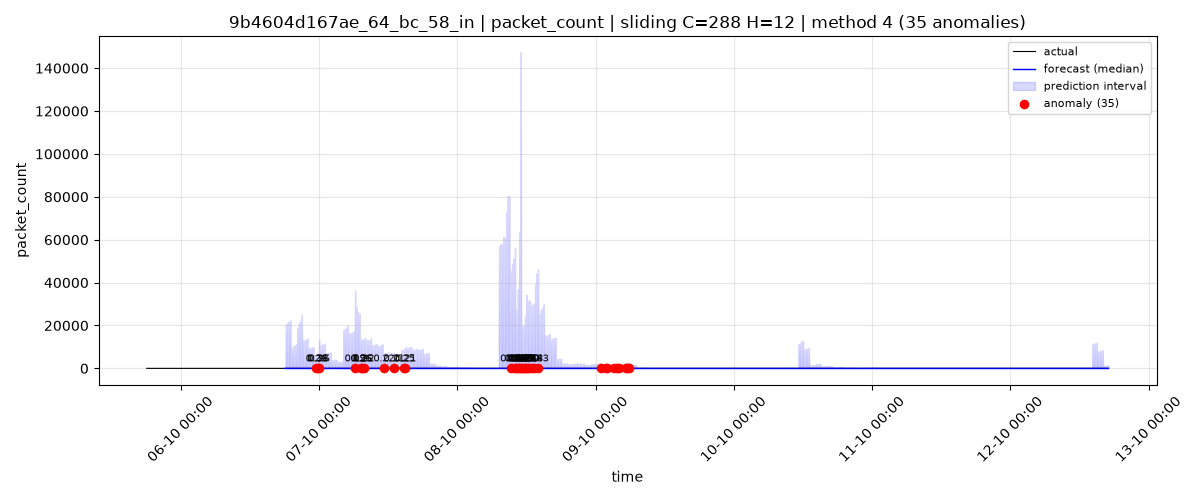 9b4604d167ae_64_bc_58_in | packet_count | sliding C=288 H=12 | method 4 (35 anomalies)
actual
forecast (median)
prediction interval
anomaly (35)
packet_count
140000
120000
100000
80000
60000
40000
20000
0
06-10 00:00
07-10 00:00
08-10 00:00
09-10 00:00
10-10 00:00
11-10 00:00
12-10 00:00
13-10 00:00
time